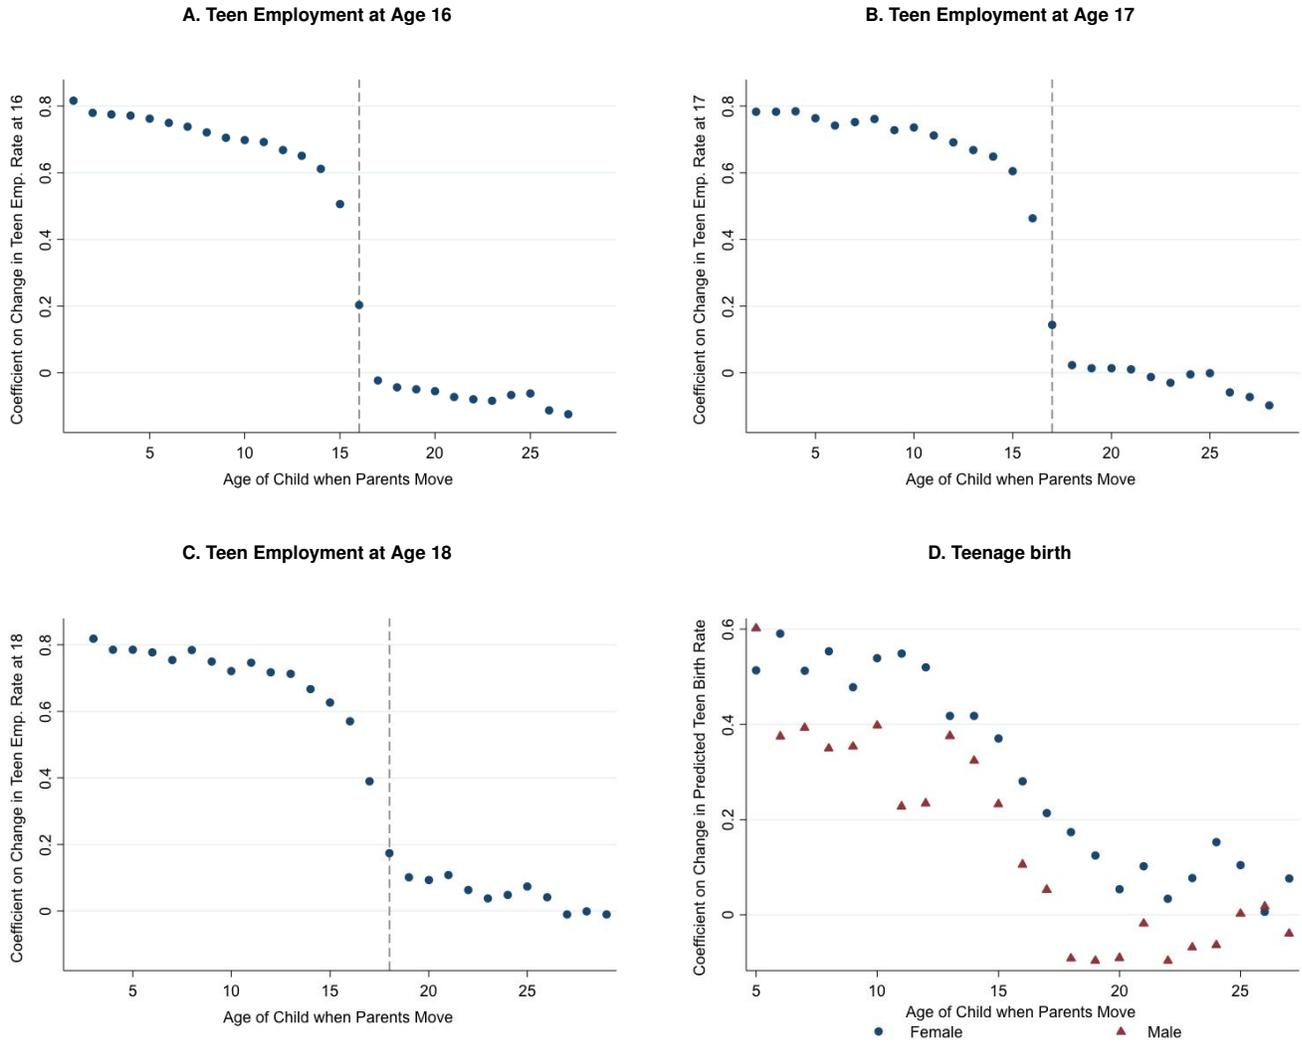 A. Teen Employment at Age 16
Coefficient on Change in Teen Emp. Rate at 16
0.8
0.6
0.4
0.2
0
5 10 15 20 25
Age of Child when Parents Move
B. Teen Employment at Age 17
Coefficient on Change in Teen Emp. Rate at 17
0.8
0.6
0.4
0.2
0
5 10 15 20 25
Age of Child when Parents Move
C. Teen Employment at Age 18
Coefficient on Change in Teen Emp. Rate at 18
0.8
0.6
0.4
0.2
0
5 10 15 20 25
Age of Child when Parents Move
D. Teenage birth
Coefficient on Change in Predicted Teen Birth Rate
0.6
0.4
0.2
0
5 10 15 20 25
Age of Child when Parents Move
Female Male